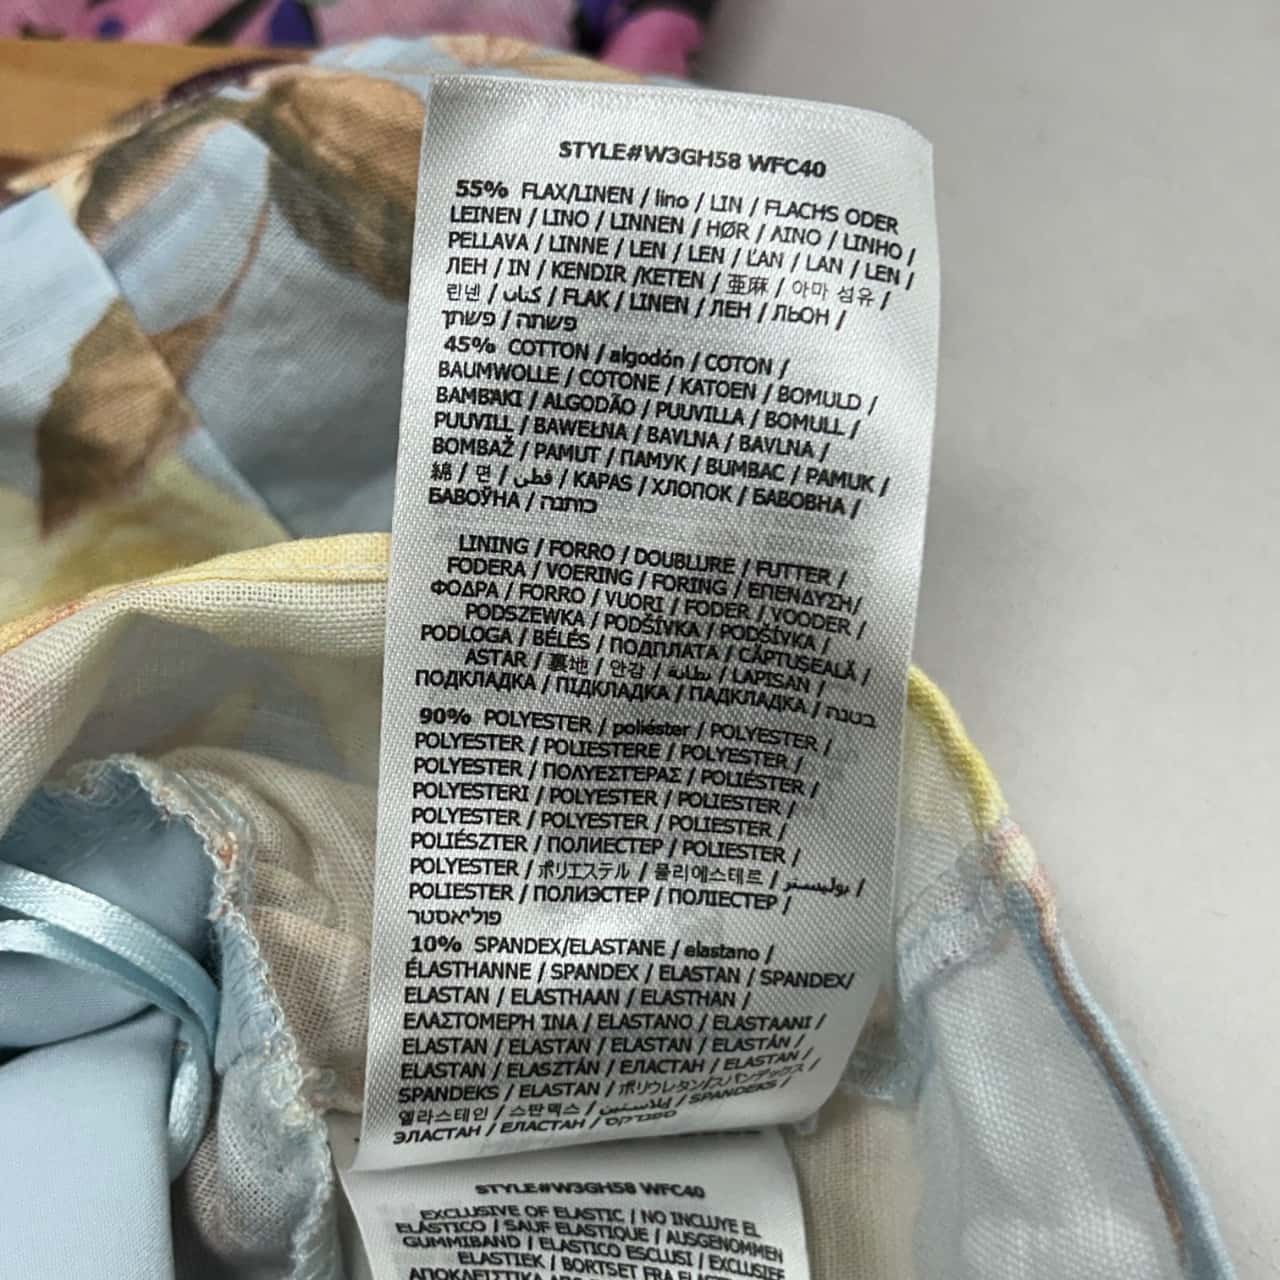 STYLE#W3GH58 WFC40
55% FLAX/LINEN / lino / LIN / FLACHS ODER
LEINEN / LINO / LINNEN / HØR / ΛΙΝΟ / LINHO /
PELLAVA / LINNE / LEN / LEN / ĽAN / LAN / LEN /
ЛЕН / IN / KENDIR /KETEN / 亜麻 / 아마 섬유 /
린넨 / كتان / FLAK / LINEN / ЛЕН / ЛЬОН /
פשתה / פשתך
45% COTTON / algodón / COTON /
BAUMWOLLE / COTONE / KATOEN / BOMULD /
ΒΑΜΒΑΚΙ / ALGODÃO / PUUVILLA / BOMULL /
PUUVILL / BAWEŁNA / BAVLNA / BAVLNA /
BOMBAŽ / PAMUT / ПАМУК / BUMBAC / PAMUK /
綿 / 면 / قطن / KAPAS / ХЛОПОК / БАВОВНА /
БАВОЎНА / כותנה
LINING / FORRO / DOUBLURE / FUTTER /
FODERA / VOERING / FORING / ΕΠΕΝΔΥΣΗ/
ΦΟΔΡΑ / FORRO / VUORI / FODER / VOODER /
PODSZEWKA / PODŠÍVKA / PODŠÍVKA /
PODLOGA / BÉLÉS / ПОДПЛАТА / CĂPTUŞEALĂ /
ASTAR / 裏地 / 안감 / بطانة / LAPISAN /
ПОДКЛАДКА / ПІДКЛАДКА / ПАДКЛАДКА / בטנה
90% POLYESTER / poliéster / POLYESTER /
POLYESTER / POLIESTERE / POLYESTER /
POLYESTER / ΠΟΛΥΕΣΤΕΡΑΣ / POLIÉSTER /
POLYESTERI / POLYESTER / POLIESTER /
POLYESTER / POLYESTER / POLIESTER /
POLIÉSZTER / ПОЛИЕСТЕР / POLIESTER /
POLYESTER / ポリエステル / 폴리에스테르 / بوليستر /
POLIESTER / ПОЛИЭСТЕР / ПОЛІЕСТЕР /
פוליאסטר
10% SPANDEX/ELASTANE / elastano /
ÉLASTHANNE / SPANDEX / ELASTAN / SPANDEX/
ELASTAN / ELASTHAAN / ELASTHAN /
ΕΛΑΣΤΟΜΕΡΗ ΊΝΑ / ELASTANO / ELASTAANI /
ELASTAN / ELASTAN / ELASTAN / ELASTÁN /
ELASTAN / ELASZTÁN / ЕЛАСТАН / ELASTAN /
SPANDEKS / ELASTAN / ポリウレタン/スパンデックス /
엘라스테인 / 스판덱스 / إيلاستين / SPANDEKS /
ЭЛАСТАН / ЕЛАСТАН / ספנדקס
STYLE#W3GH58 WFC40
EXCLUSIVE OF ELASTIC / NO INCLUYE EL
ELÁSTICO / SAUF ELASTIQUE / AUSGENOMMEN
GUMMIBAND / ELASTICO ESCLUSI / EXCLUSIEF
ELASTIEK / BORTSET FRA ELASTIK /